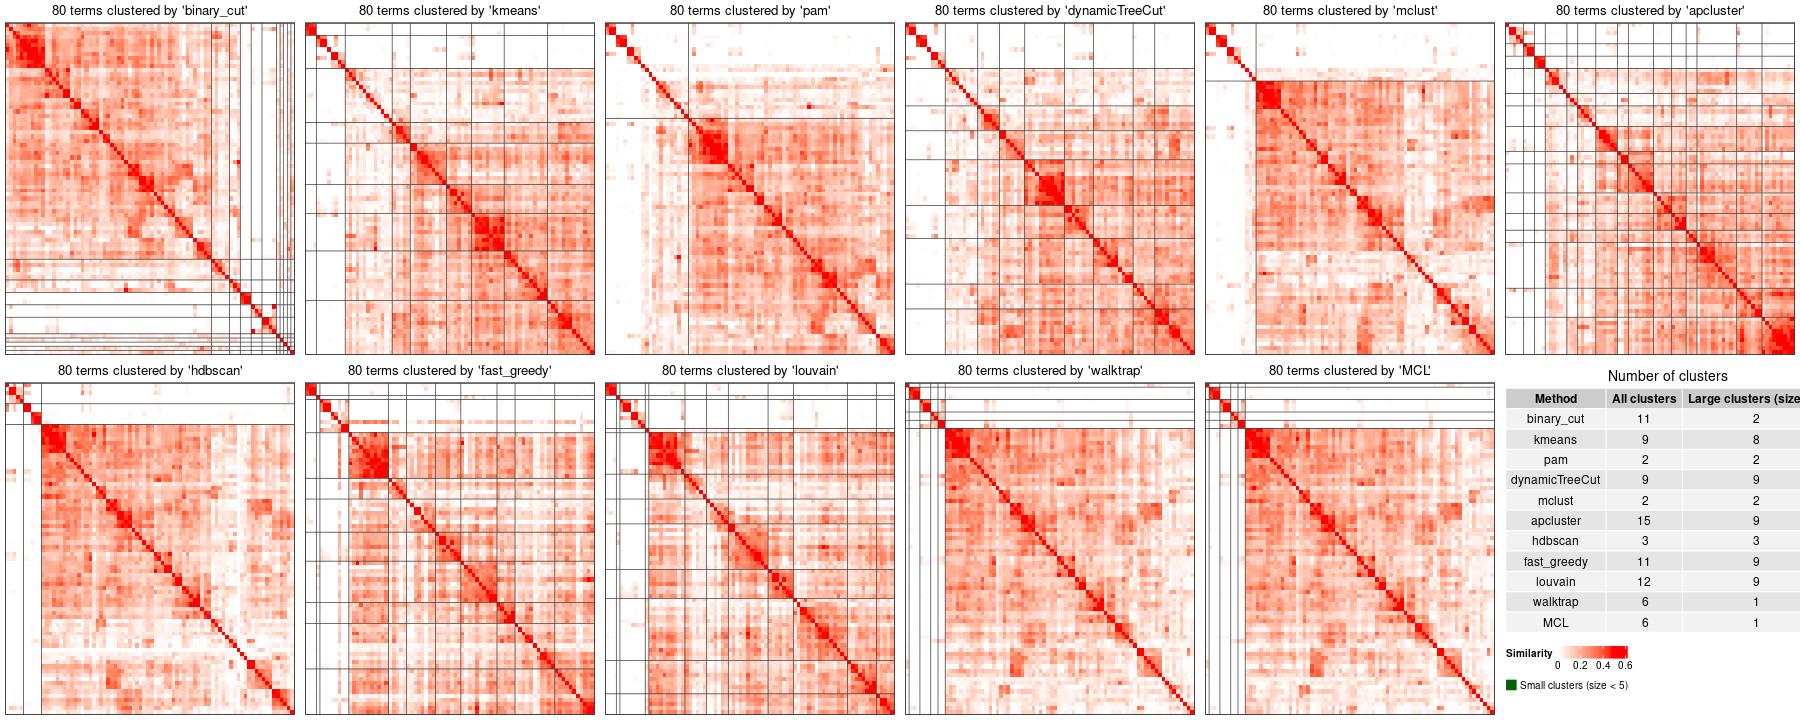 80 terms clustered by 'binary_cut'
80 terms clustered by 'kmeans'
80 terms clustered by 'pam'
80 terms clustered by 'dynamicTreeCut'
80 terms clustered by 'mclust'
80 terms clustered by 'apcluster'
80 terms clustered by 'hdbscan'
80 terms clustered by 'fast_greedy'
80 terms clustered by 'louvain'
80 terms clustered by 'walktrap'
80 terms clustered by 'MCL'
Number of clusters
Method All clusters Large clusters (size
binary_cut 11 2
kmeans 9 8
pam 2 2
dynamicTreeCut 9 9
mclust 2 2
apcluster 15 9
hdbscan 3 3
fast_greedy 11 9
louvain 12 9
walktrap 6 1
MCL 6 1
Similarity
0 0.2 0.4 0.6
Small clusters (size < 5)